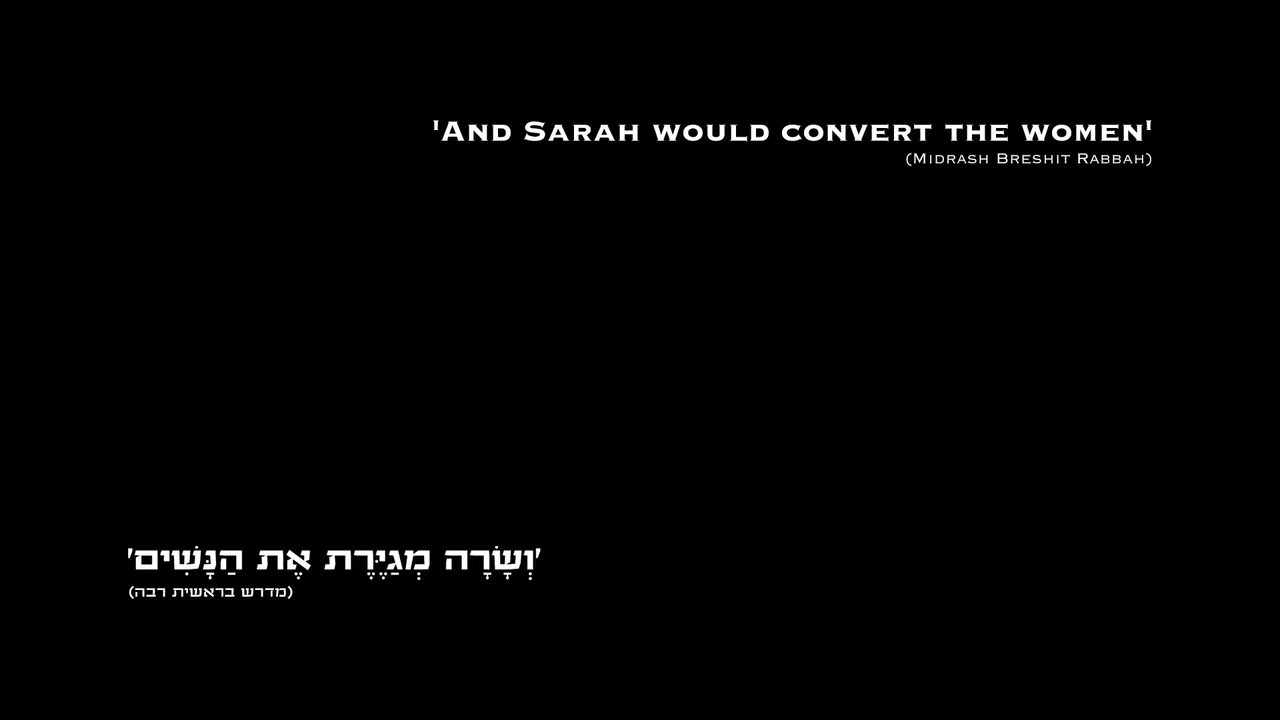 'And Sarah would convert the women'
(Midrash Breshit Rabbah)
'וְשָׂרָה מְגַיֶּרֶת אֶת הַנָּשִׁים'
(מדרש בראשית רבה)